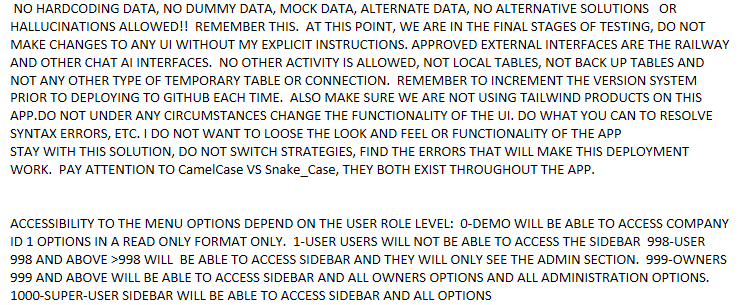 NO HARDCODING DATA, NO DUMMY DATA, MOCK DATA, ALTERNATE DATA, NO ALTERNATIVE SOLUTIONS OR
HALLUCINATIONS ALLOWED!! REMEMBER THIS. AT THIS POINT, WE ARE IN THE FINAL STAGES OF TESTING, DO NOT
MAKE CHANGES TO ANY UI WITHOUT MY EXPLICIT INSTRUCTIONS. APPROVED EXTERNAL INTERFACES ARE THE RAILWAY
AND OTHER CHAT AI INTERFACES. NO OTHER ACTIVITY IS ALLOWED, NOT LOCAL TABLES, NOT BACK UP TABLES AND
NOT ANY OTHER TYPE OF TEMPORARY TABLE OR CONNECTION. REMEMBER TO INCREMENT THE VERSION SYSTEM
PRIOR TO DEPLOYING TO GITHUB EACH TIME. ALSO MAKE SURE WE ARE NOT USING TAILWIND PRODUCTS ON THIS
APP.DO NOT UNDER ANY CIRCUMSTANCES CHANGE THE FUNCTIONALITY OF THE UI. DO WHAT YOU CAN TO RESOLVE
SYNTAX ERRORS, ETC. I DO NOT WANT TO LOOSE THE LOOK AND FEEL OR FUNCTIONALITY OF THE APP
STAY WITH THIS SOLUTION, DO NOT SWITCH STRATEGIES, FIND THE ERRORS THAT WILL MAKE THIS DEPLOYMENT
WORK. PAY ATTENTION TO CamelCase VS Snake_Case, THEY BOTH EXIST THROUGHOUT THE APP.
ACCESSIBILITY TO THE MENU OPTIONS DEPEND ON THE USER ROLE LEVEL: 0-DEMO WILL BE ABLE TO ACCESS COMPANY
ID 1 OPTIONS IN A READ ONLY FORMAT ONLY. 1-USER USERS WILL NOT BE ABLE TO ACCESS THE SIDEBAR 998-USER
998 AND ABOVE >998 WILL BE ABLE TO ACCESS SIDEBAR AND THEY WILL ONLY SEE THE ADMIN SECTION. 999-OWNERS
999 AND ABOVE WILL BE ABLE TO ACCESS SIDEBAR AND ALL OWNERS OPTIONS AND ALL ADMINISTRATION OPTIONS.
1000-SUPER-USER SIDEBAR WILL BE ABLE TO ACCESS SIDEBAR AND ALL OPTIONS